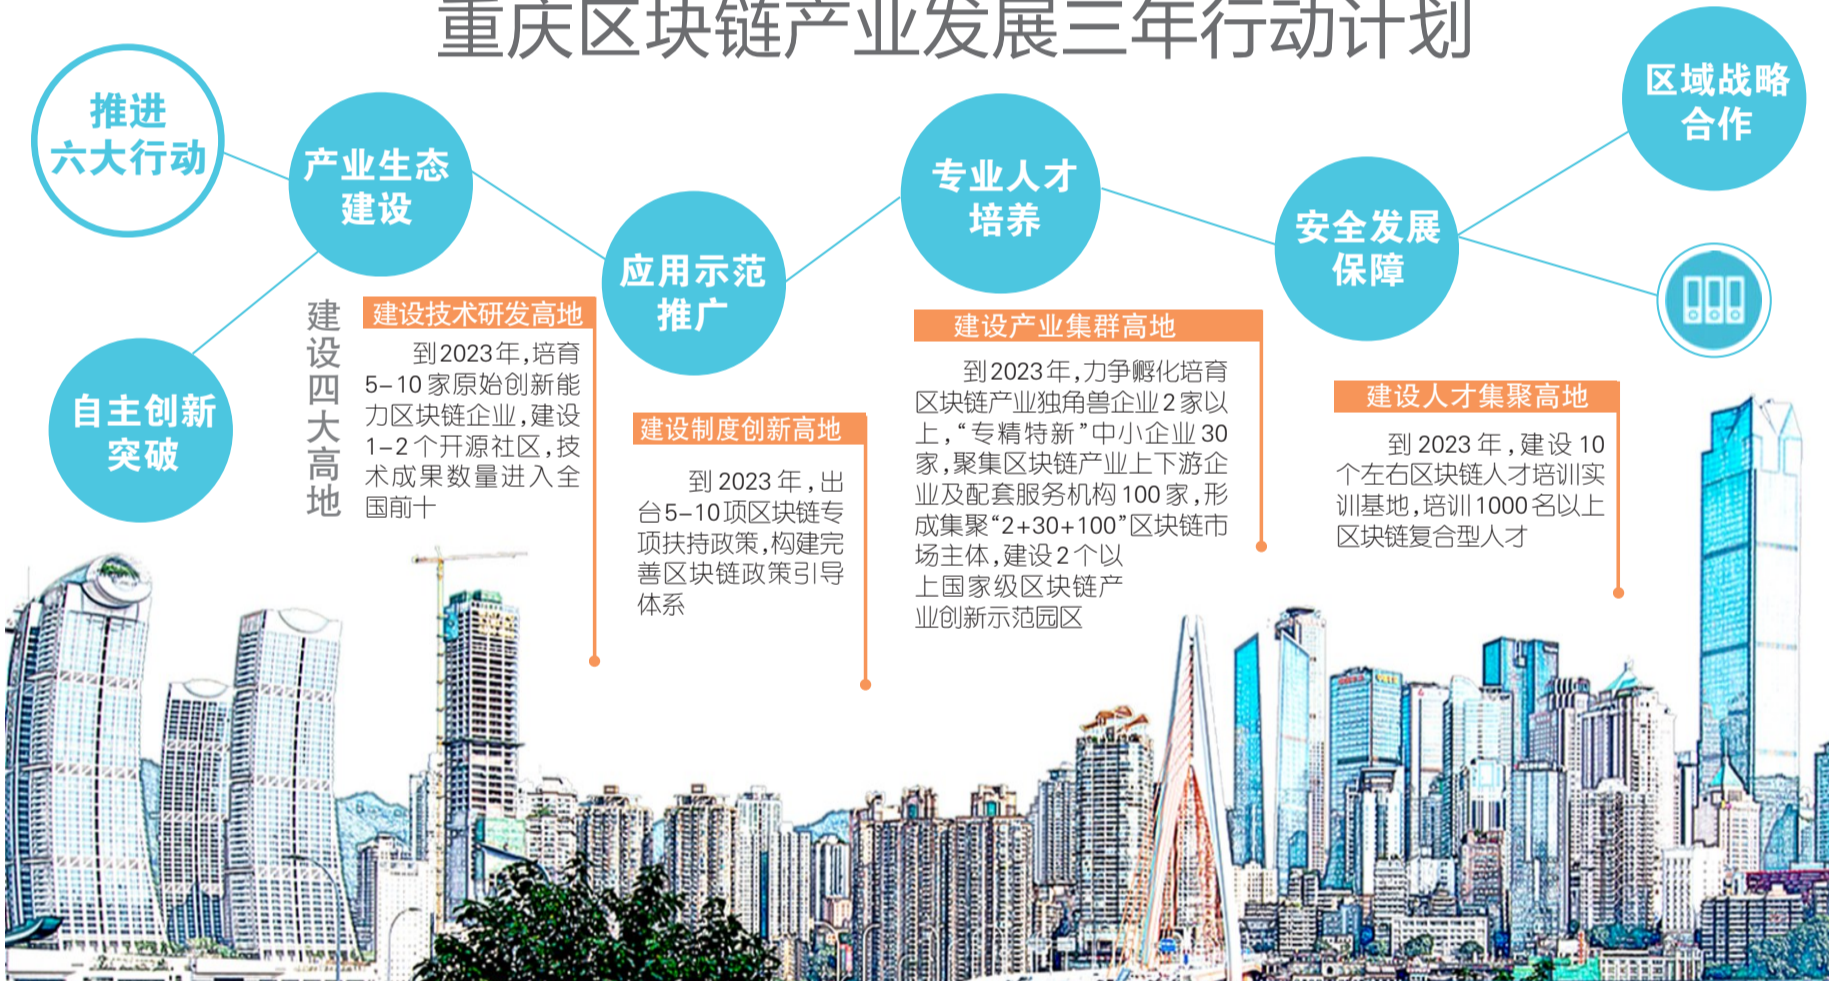 重庆区块链产业发展三年行动计划
推进
六大行动
产业生态
建设
应用示范
推广
专业人才
培养
安全发展
保障
区域战略
合作
自主创新
突破
建设四大高地
建设技术研发高地
到2023年,培育
5–10家原始创新能
力区块链企业,建设
1–2个开源社区,技
术成果数量进入全
国前十
建设制度创新高地
到2023年,出
台5–10项区块链专
项扶持政策,构建完
善区块链政策引导
体系
建设产业集群高地
到2023年,力争孵化培育
区块链产业独角兽企业2家以
上,“专精特新”中小企业30
家,聚集区块链产业上下游企
业及配套服务机构100家,形
成集聚“2+30+100”区块链市
场主体,建设2个以
上国家级区块链产
业创新示范园区
建设人才集聚高地
到2023年,建设10
个左右区块链人才培训实
训基地,培训1000名以上
区块链复合型人才